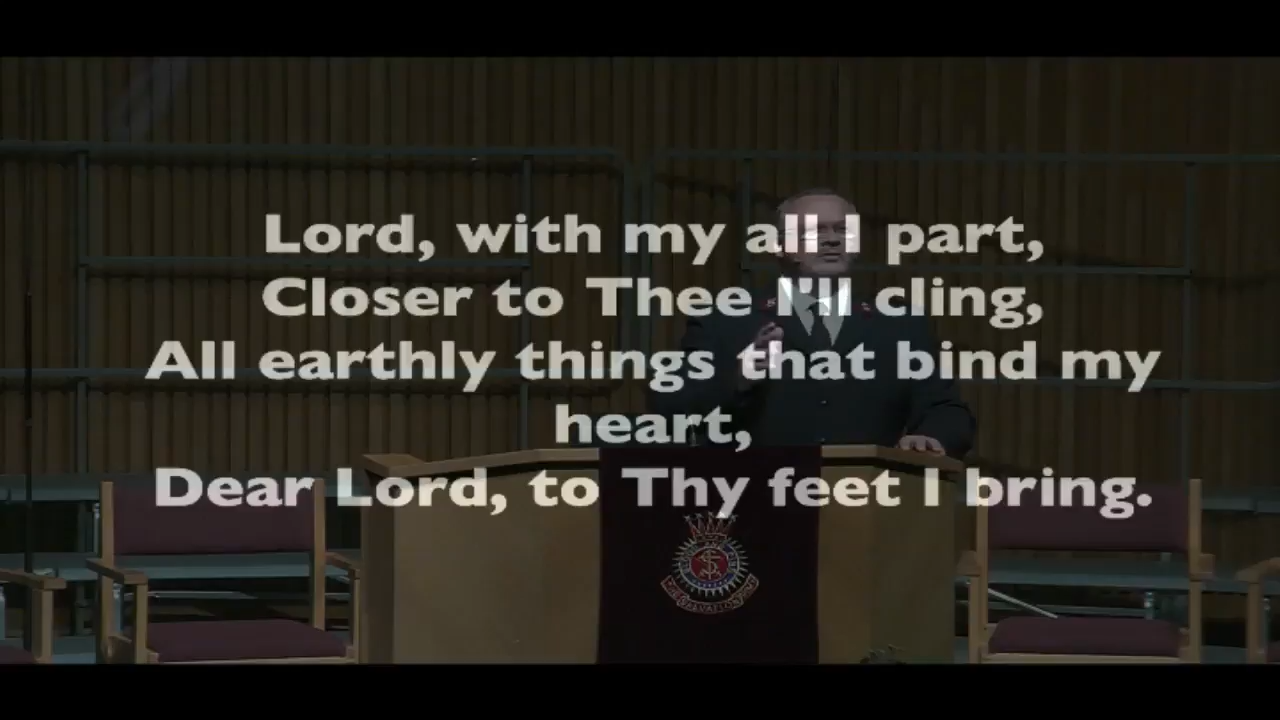 Lord, with my all I part,
Closer to Thee I'll cling,
All earthly things that bind my
heart,
Dear Lord, to Thy feet I bring.